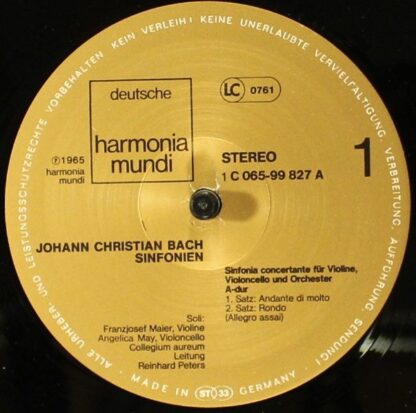 ALLE URHEBER- UND LEISTUNGSSCHUTZRECHTE VORBEHALTEN · KEIN VERLEIH! KEINE UNERLAUBTE VERVIELFÄLTIGUNG, VERBREITUNG, AUFFÜHRUNG, SENDUNG!
deutsche
harmonia
mundi
LC 0761
℗ 1965
harmonia
mundi
STEREO
1 C 065-99 827 A
1
JOHANN CHRISTIAN BACH
SINFONIEN
Sinfonia concertante für Violine,
Violoncello und Orchester
A-dur
1. Satz: Andante di molto
2. Satz: Rondo
(Allegro assai)
Soli:
Franzjosef Maier, Violine
Angelica May, Violoncello
Collegium aureum
Leitung
Reinhard Peters
MADE IN ST 33 GERMANY